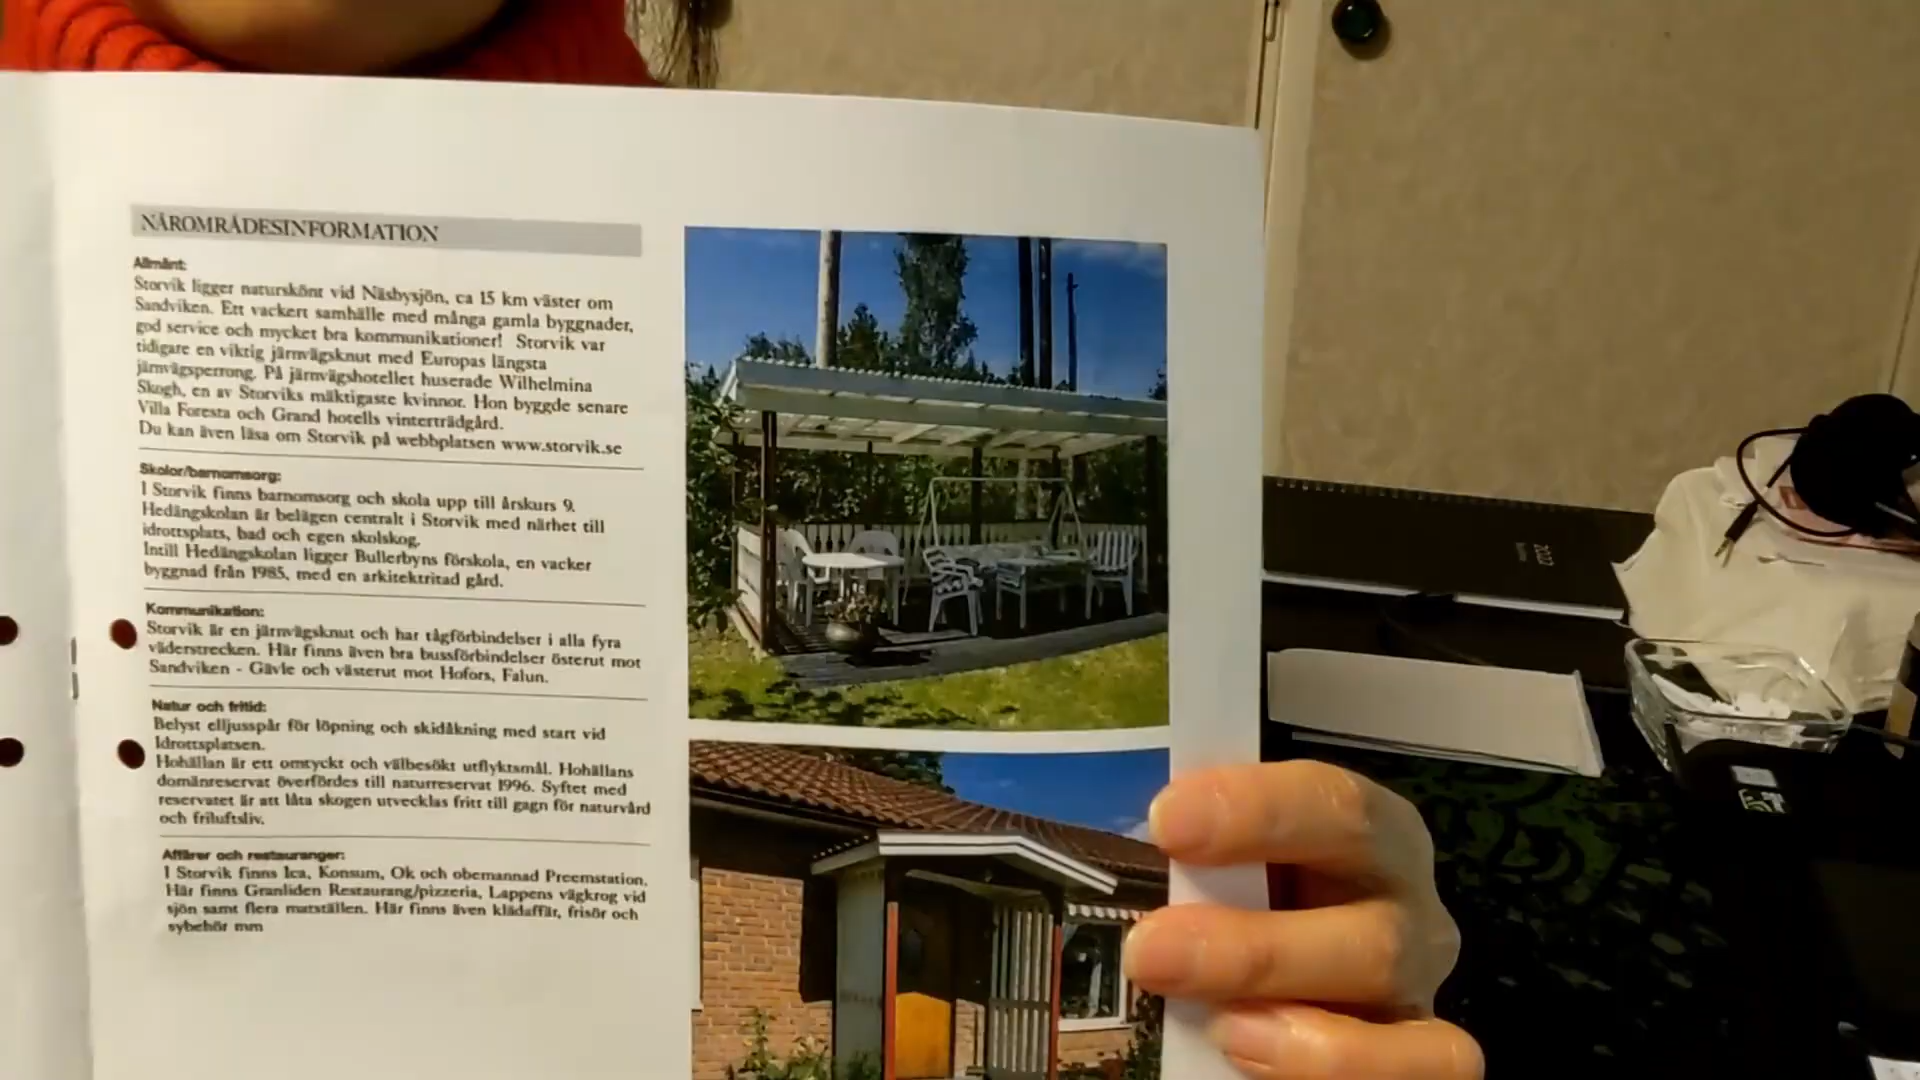 NÄROMRÅDESINFORMATION
Allmänt:
Storvik ligger naturskönt vid Näsbysjön, ca 15 km väster om
Sandviken. Ett vackert samhälle med många gamla byggnader,
god service och mycket bra kommunikationer! Storvik var
tidigare en viktig järnvägsknut med Europas längsta
järnvägsperrong. På järnvägshotellet huserade Wilhelmina
Skogh, en av Storviks mäktigaste kvinnor. Hon byggde senare
Villa Foresta och Grand hotells vinterträdgård.
Du kan även läsa om Storvik på webbplatsen www.storvik.se
Skolor/barnomsorg:
I Storvik finns barnomsorg och skola upp till årskurs 9.
Hedängskolan är belägen centralt i Storvik med närhet till
idrottsplats, bad och egen skolskog.
Intill Hedängskolan ligger Bullerbyns förskola, en vacker
byggnad från 1985, med en arkitektritad gård.
Kommunikation:
Storvik är en järnvägsknut och har tågförbindelser i alla fyra
väderstrecken. Här finns även bra bussförbindelser österut mot
Sandviken - Gävle och västerut mot Hofors, Falun.
Natur och fritid:
Belyst elljusspår för löpning och skidåkning med start vid
Idrottsplatsen.
Hohällan är ett omtyckt och välbesökt utflyktsmål. Hohällans
domänreservat överfördes till naturreservat 1996. Syftet med
reservatet är att låta skogen utvecklas fritt till gagn för naturvård
och friluftsliv.
Affärer och restauranger:
I Storvik finns Ica, Konsum, Ok och obemannad Preemstation.
Här finns Granliden Restaurang/pizzeria, Lappens vägkrog vid
sjön samt flera matställen. Här finns även klädaffär, frisör och
sybehör mm
2022